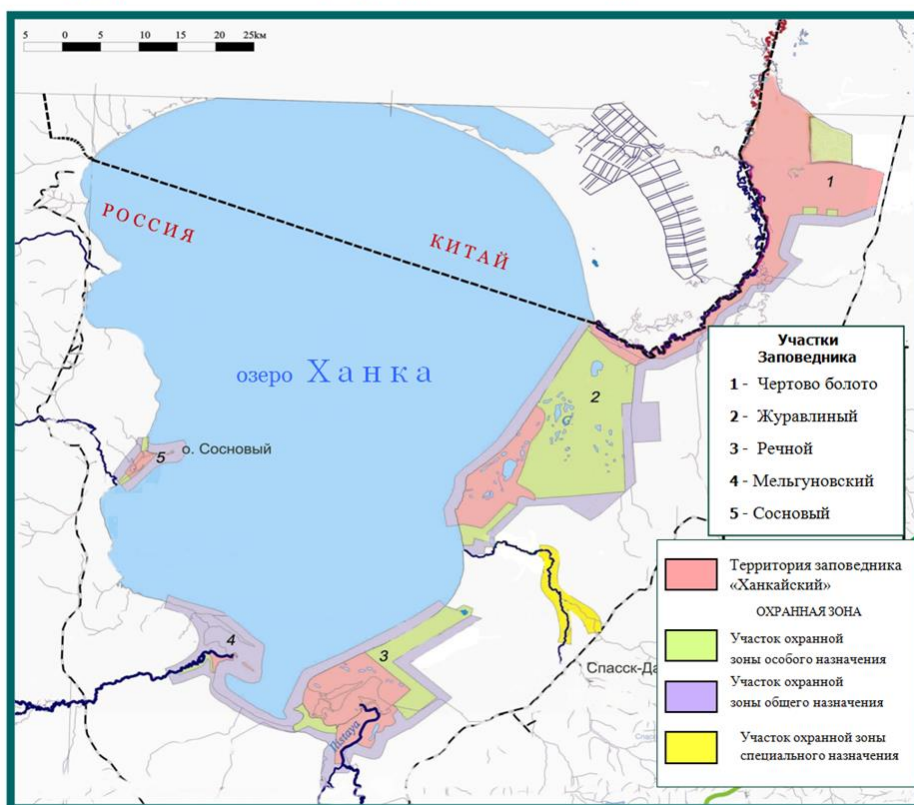 5 0 5 10 15 20 25км
РОССИЯ
КИТАЙ
озеро Ханка
1
2
о. Сосновый
5
4
3
Ilistaya
Спасск-Да
Участки
Заповедника
1 - Чертово болото
2 - Журавлиный
3 - Речной
4 - Мельгуновский
5 - Сосновый
Территория заповедника
«Ханкайский»
ОХРАННАЯ ЗОНА
Участок охранной
зоны особого назначения
Участок охранной
зоны общего назначения
Участок охранной зоны
специального назначения